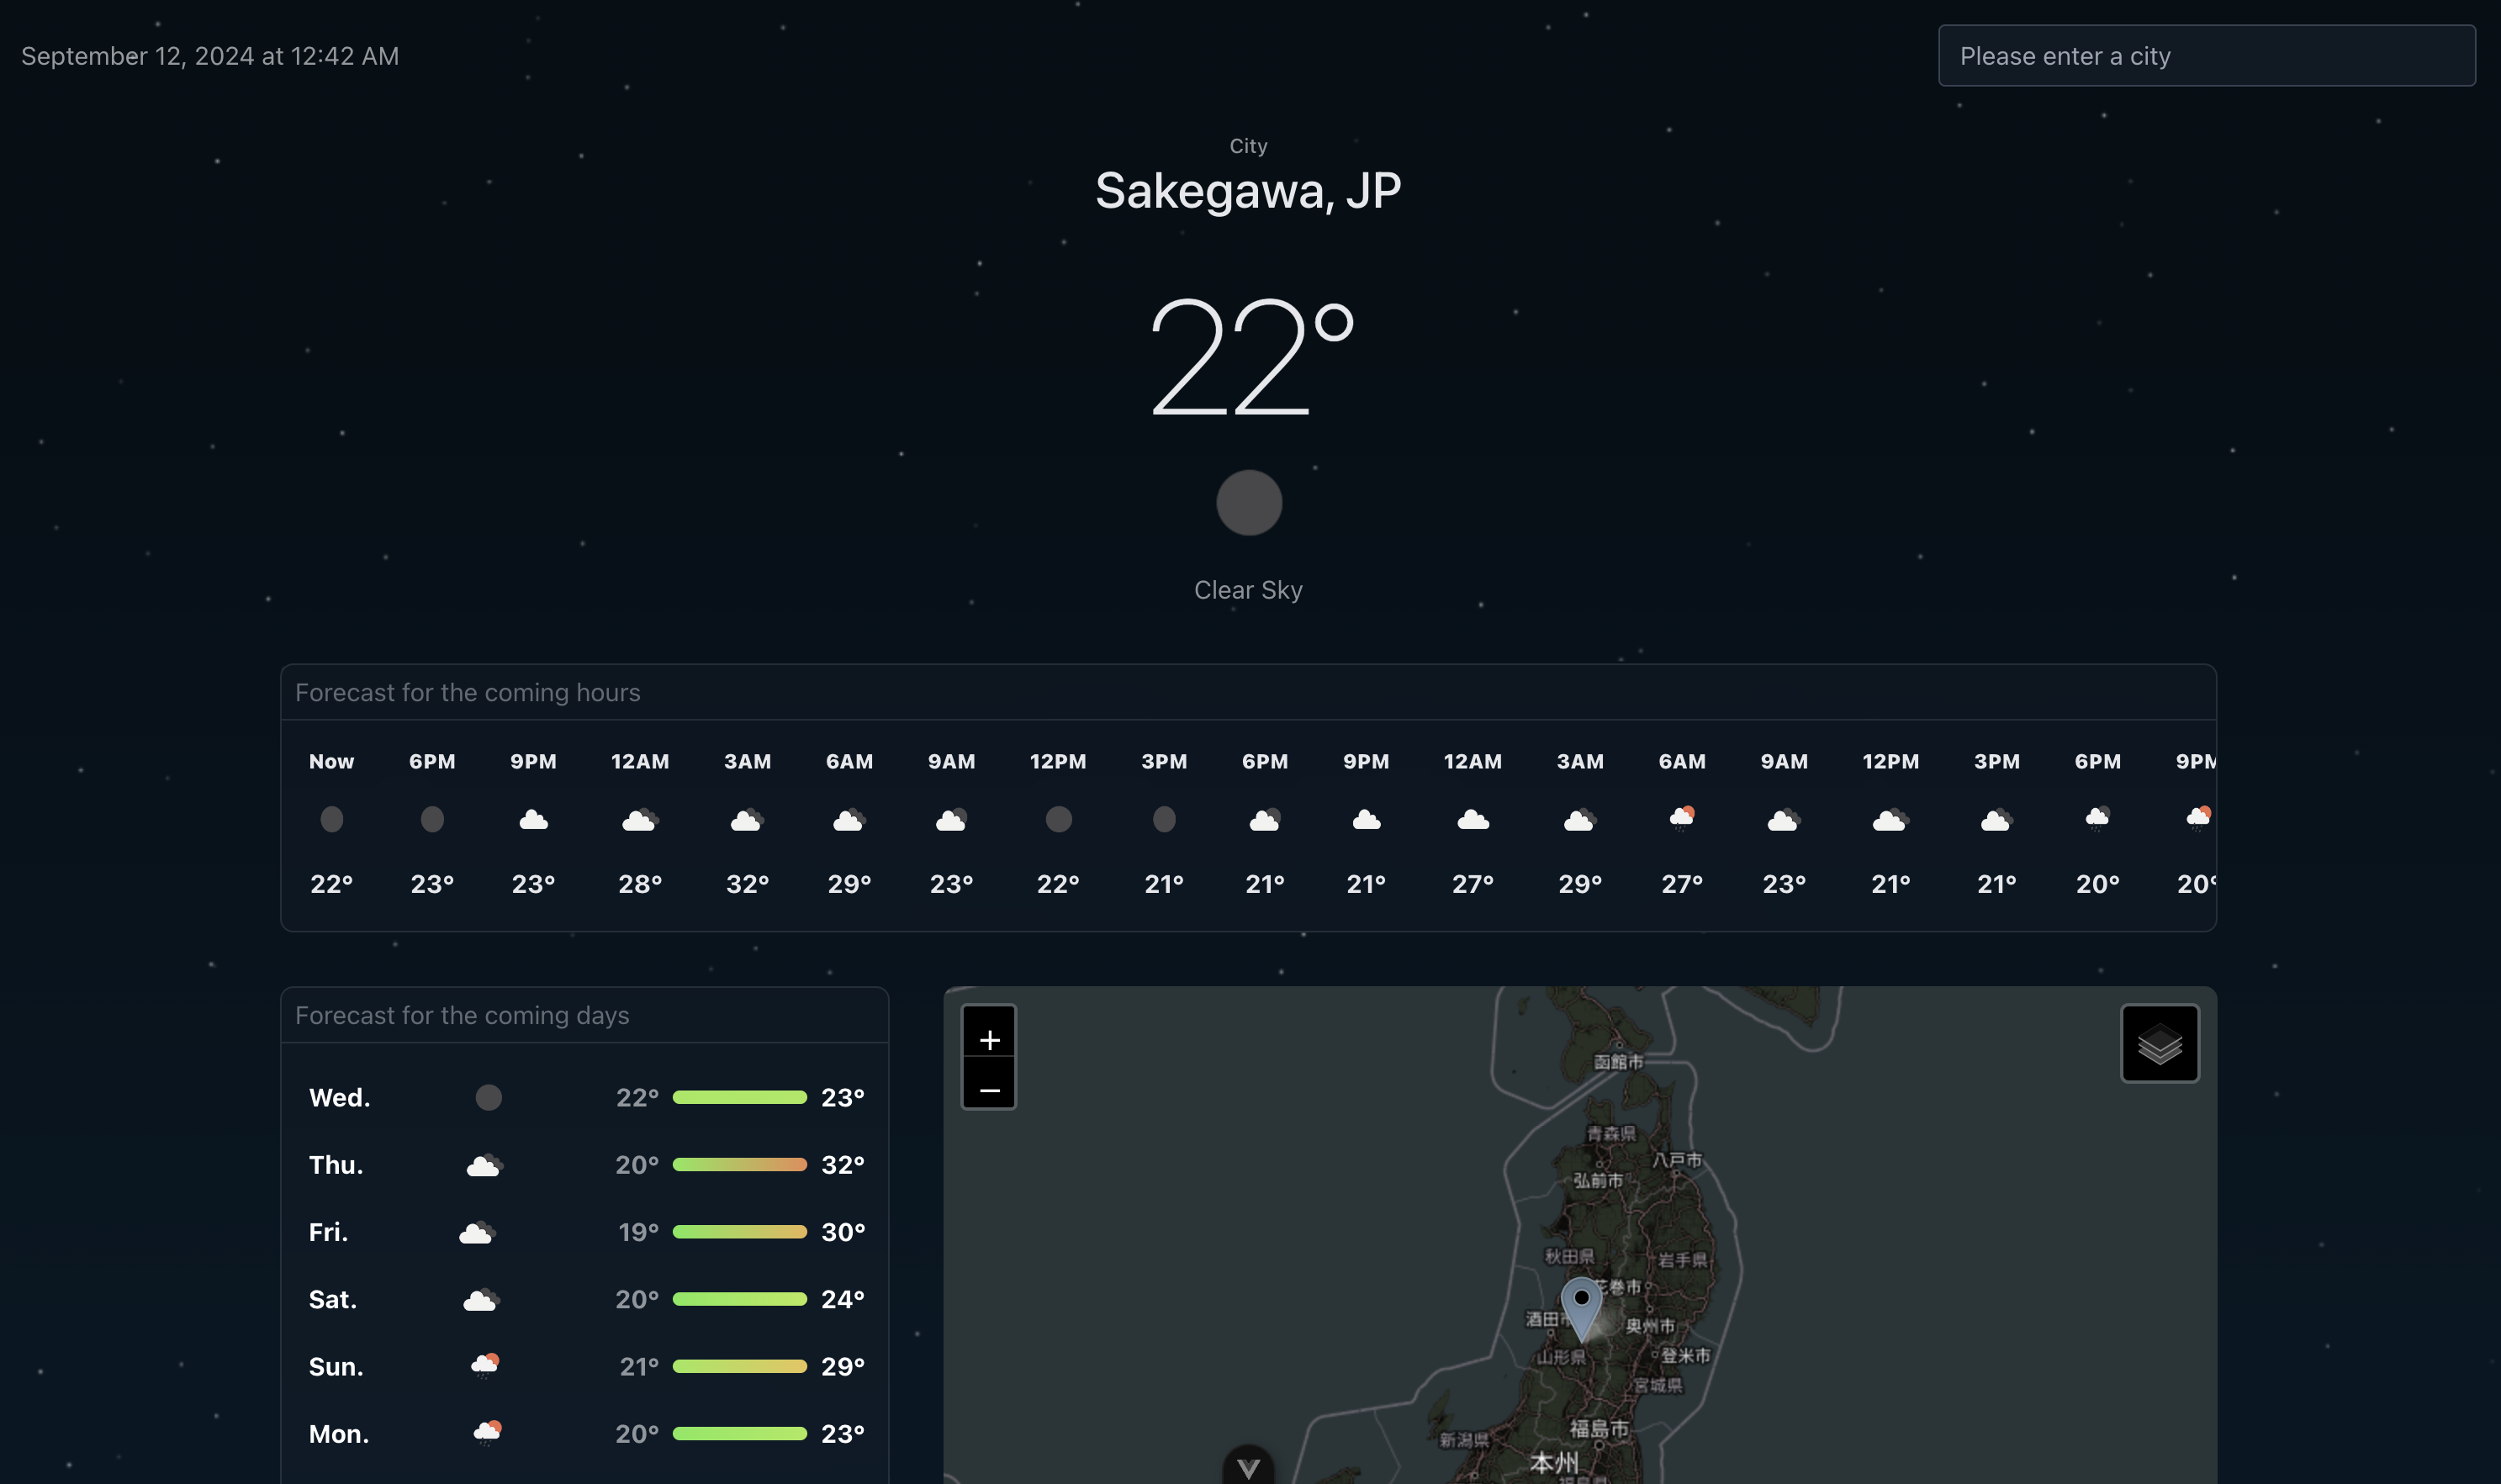 September 12, 2024 at 12:42 AM
Please enter a city
City
Sakegawa, JP
22°
Clear Sky
Forecast for the coming hours
Now 6PM 9PM 12AM 3AM 6AM 9AM 12PM 3PM 6PM 9PM 12AM 3AM 6AM 9AM 12PM 3PM 6PM 9PM
22° 23° 23° 28° 32° 29° 23° 22° 21° 21° 21° 27° 29° 27° 23° 21° 21° 20° 20°
Forecast for the coming days
Wed. 22° 23°
Thu. 20° 32°
Fri. 19° 30°
Sat. 20° 24°
Sun. 21° 29°
Mon. 20° 23°
+
−
函館市
青森県
八戸市
弘前市
秋田県
岩手県
花巻市
酒田市
奥州市
山形県
登米市
宮城県
福島市
新潟県
本州
福島県